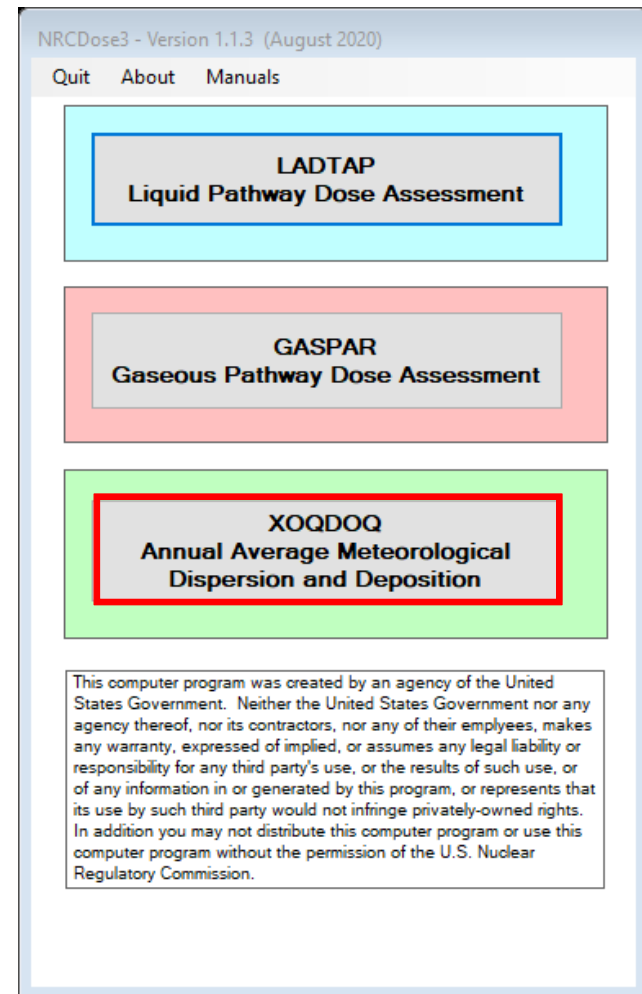 NRCDose3 - Version 1.1.3 (August 2020)
Quit About Manuals
LADTAP
Liquid Pathway Dose Assessment
GASPAR
Gaseous Pathway Dose Assessment
XOQDOQ
Annual Average Meteorological
Dispersion and Deposition
This computer program was created by an agency of the United
States Government. Neither the United States Government nor any
agency thereof, nor its contractors, nor any of their emplyees, makes
any warranty, expressed of implied, or assumes any legal liability or
responsibility for any third party's use, or the results of such use, or
of any information in or generated by this program, or represents that
its use by such third party would not infringe privately-owned rights.
In addition you may not distribute this computer program or use this
computer program without the permission of the U.S. Nuclear
Regulatory Commission.